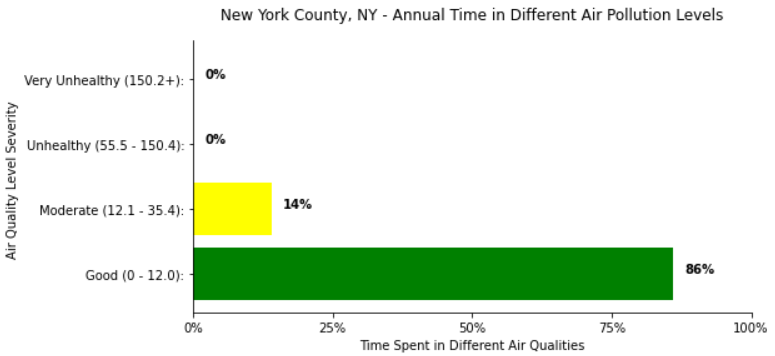 New York County, NY - Annual Time in Different Air Pollution Levels
Air Quality Level Severity
Very Unhealthy (150.2+):
0%
Unhealthy (55.5 - 150.4):
0%
Moderate (12.1 - 35.4):
14%
Good (0 - 12.0):
86%
0%
25%
50%
75%
100%
Time Spent in Different Air Qualities